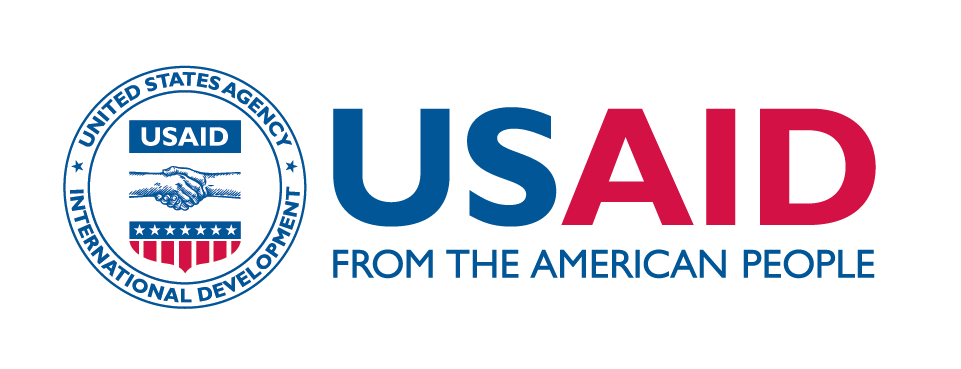 UNITED STATES AGENCY
USAID
INTERNATIONAL DEVELOPMENT
USAID
FROM THE AMERICAN PEOPLE